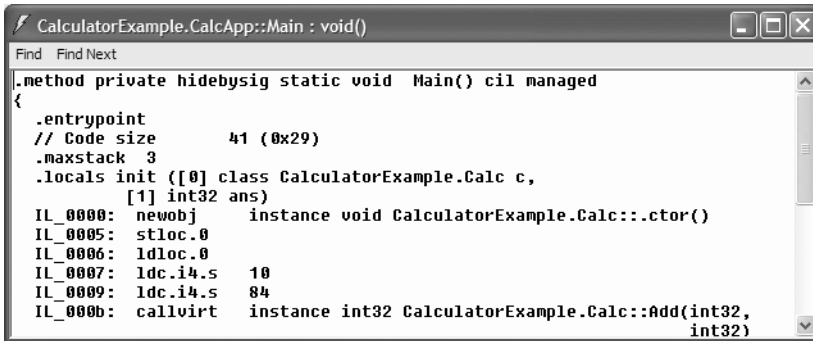 CalculatorExample.CalcApp::Main : void()
Find Find Next
.method private hidebysig static void  Main() cil managed
{
  .entrypoint
  // Code size       41 (0x29)
  .maxstack  3
  .locals init ([0] class CalculatorExample.Calc c,
           [1] int32 ans)
  IL_0000:  newobj     instance void CalculatorExample.Calc::.ctor()
  IL_0005:  stloc.0
  IL_0006:  ldloc.0
  IL_0007:  ldc.i4.s   10
  IL_0009:  ldc.i4.s   84
  IL_000b:  callvirt   instance int32 CalculatorExample.Calc::Add(int32,
                                                                  int32)